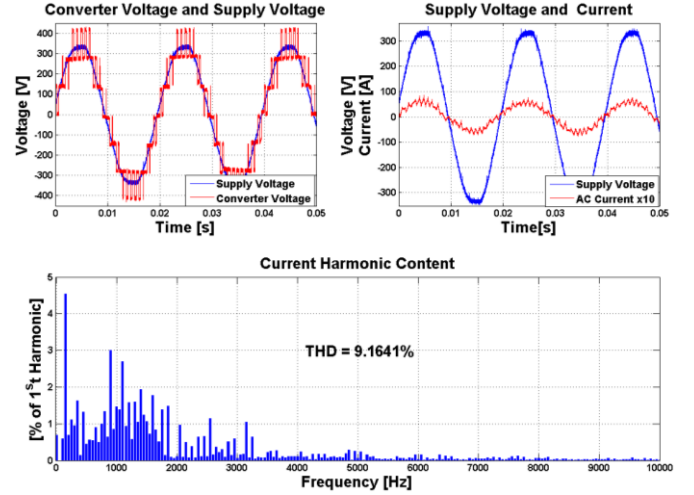 Converter Voltage and Supply Voltage
Voltage [V]
400
300
200
100
0
-100
-200
-300
-400
Supply Voltage
Converter Voltage
0 0.01 0.02 0.03 0.04 0.05
Time [s]
Supply Voltage and Current
Voltage [V]
Current [A]
300
200
100
0
-100
-200
-300
Supply Voltage
AC Current x10
0 0.01 0.02 0.03 0.04 0.05
Time[s]
Current Harmonic Content
[% of 1st Harmonic]
5
4
3
2
1
0
THD = 9.1641%
0 1000 2000 3000 4000 5000 6000 7000 8000 9000 10000
Frequency [Hz]